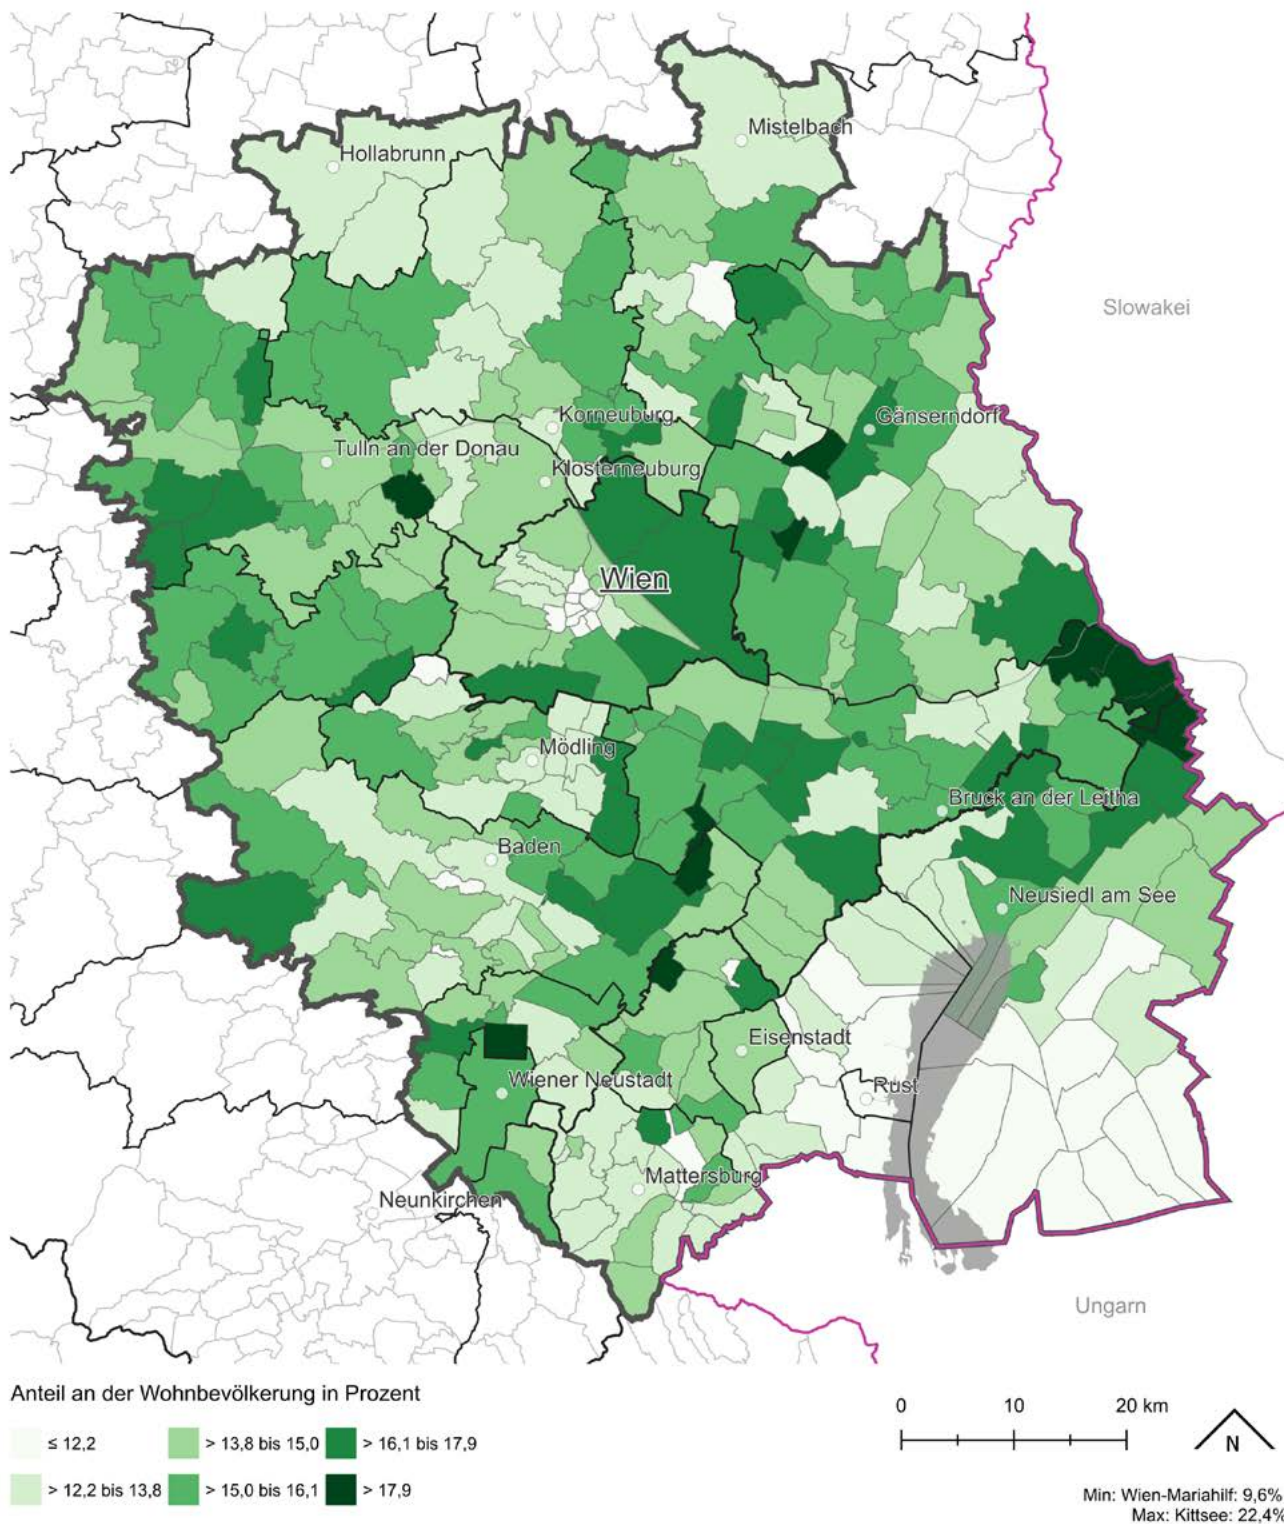 Mistelbach
Hollabrunn
Slowakei
Korneuburg
Gänserndorf
Tulln an der Donau
Klosterneuburg
Wien
Mödling
Bruck an der Leitha
Baden
Neusiedl am See
Eisenstadt
Wiener Neustadt
Rust
Mattersburg
Neunkirchen
Ungarn
Anteil an der Wohnbevölkerung in Prozent
≤ 12,2
> 13,8 bis 15,0
> 16,1 bis 17,9
> 12,2 bis 13,8
> 15,0 bis 16,1
> 17,9
0 10 20 km
N
Min: Wien-Mariahilf: 9,6%
Max: Kittsee: 22,4%